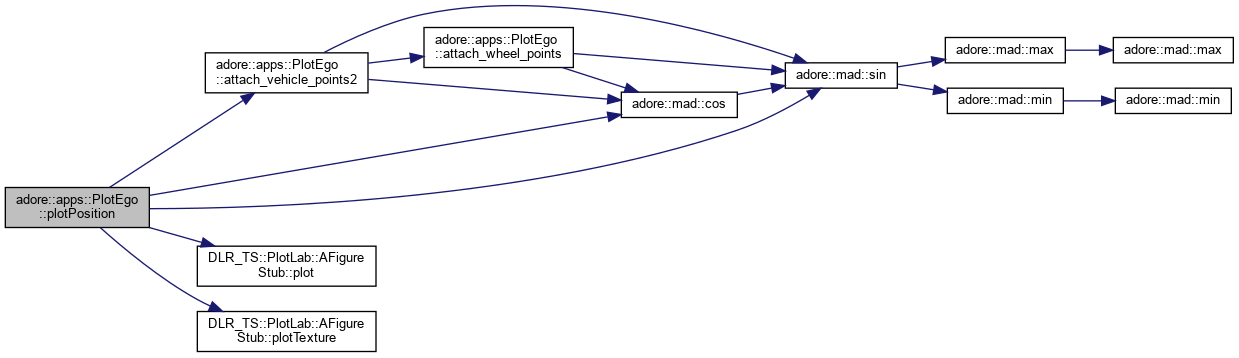 adore::apps::PlotEgo
::plotPosition
adore::apps::PlotEgo
::attach_vehicle_points2
adore::apps::PlotEgo
::attach_wheel_points
adore::mad::cos
adore::mad::sin
adore::mad::max
adore::mad::max
adore::mad::min
adore::mad::min
DLR_TS::PlotLab::AFigure
Stub::plot
DLR_TS::PlotLab::AFigure
Stub::plotTexture